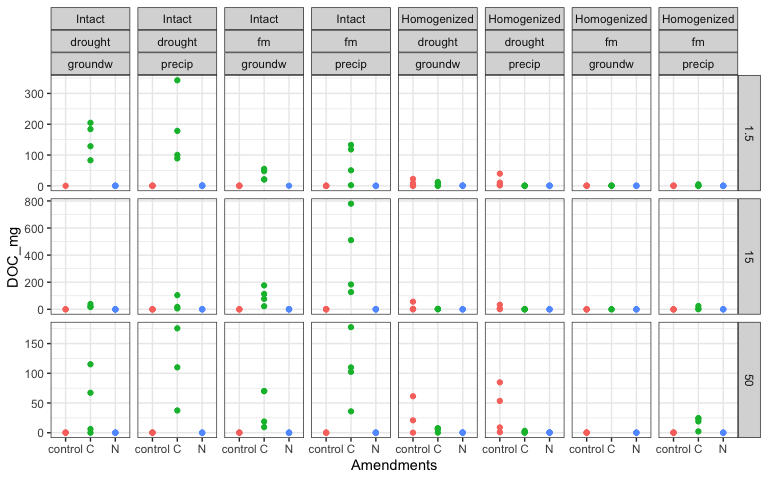 Intact Intact Intact Intact Homogenized Homogenized Homogenized Homogenized
drought drought fm fm drought drought fm fm
groundw precip groundw precip groundw precip groundw precip
300
200
100
0
1.5
800
600
400
200
0
15
150
100
50
0
50
DOC_mg
control C N control C N control C N control C N control C N control C N control C N control C N
Amendments